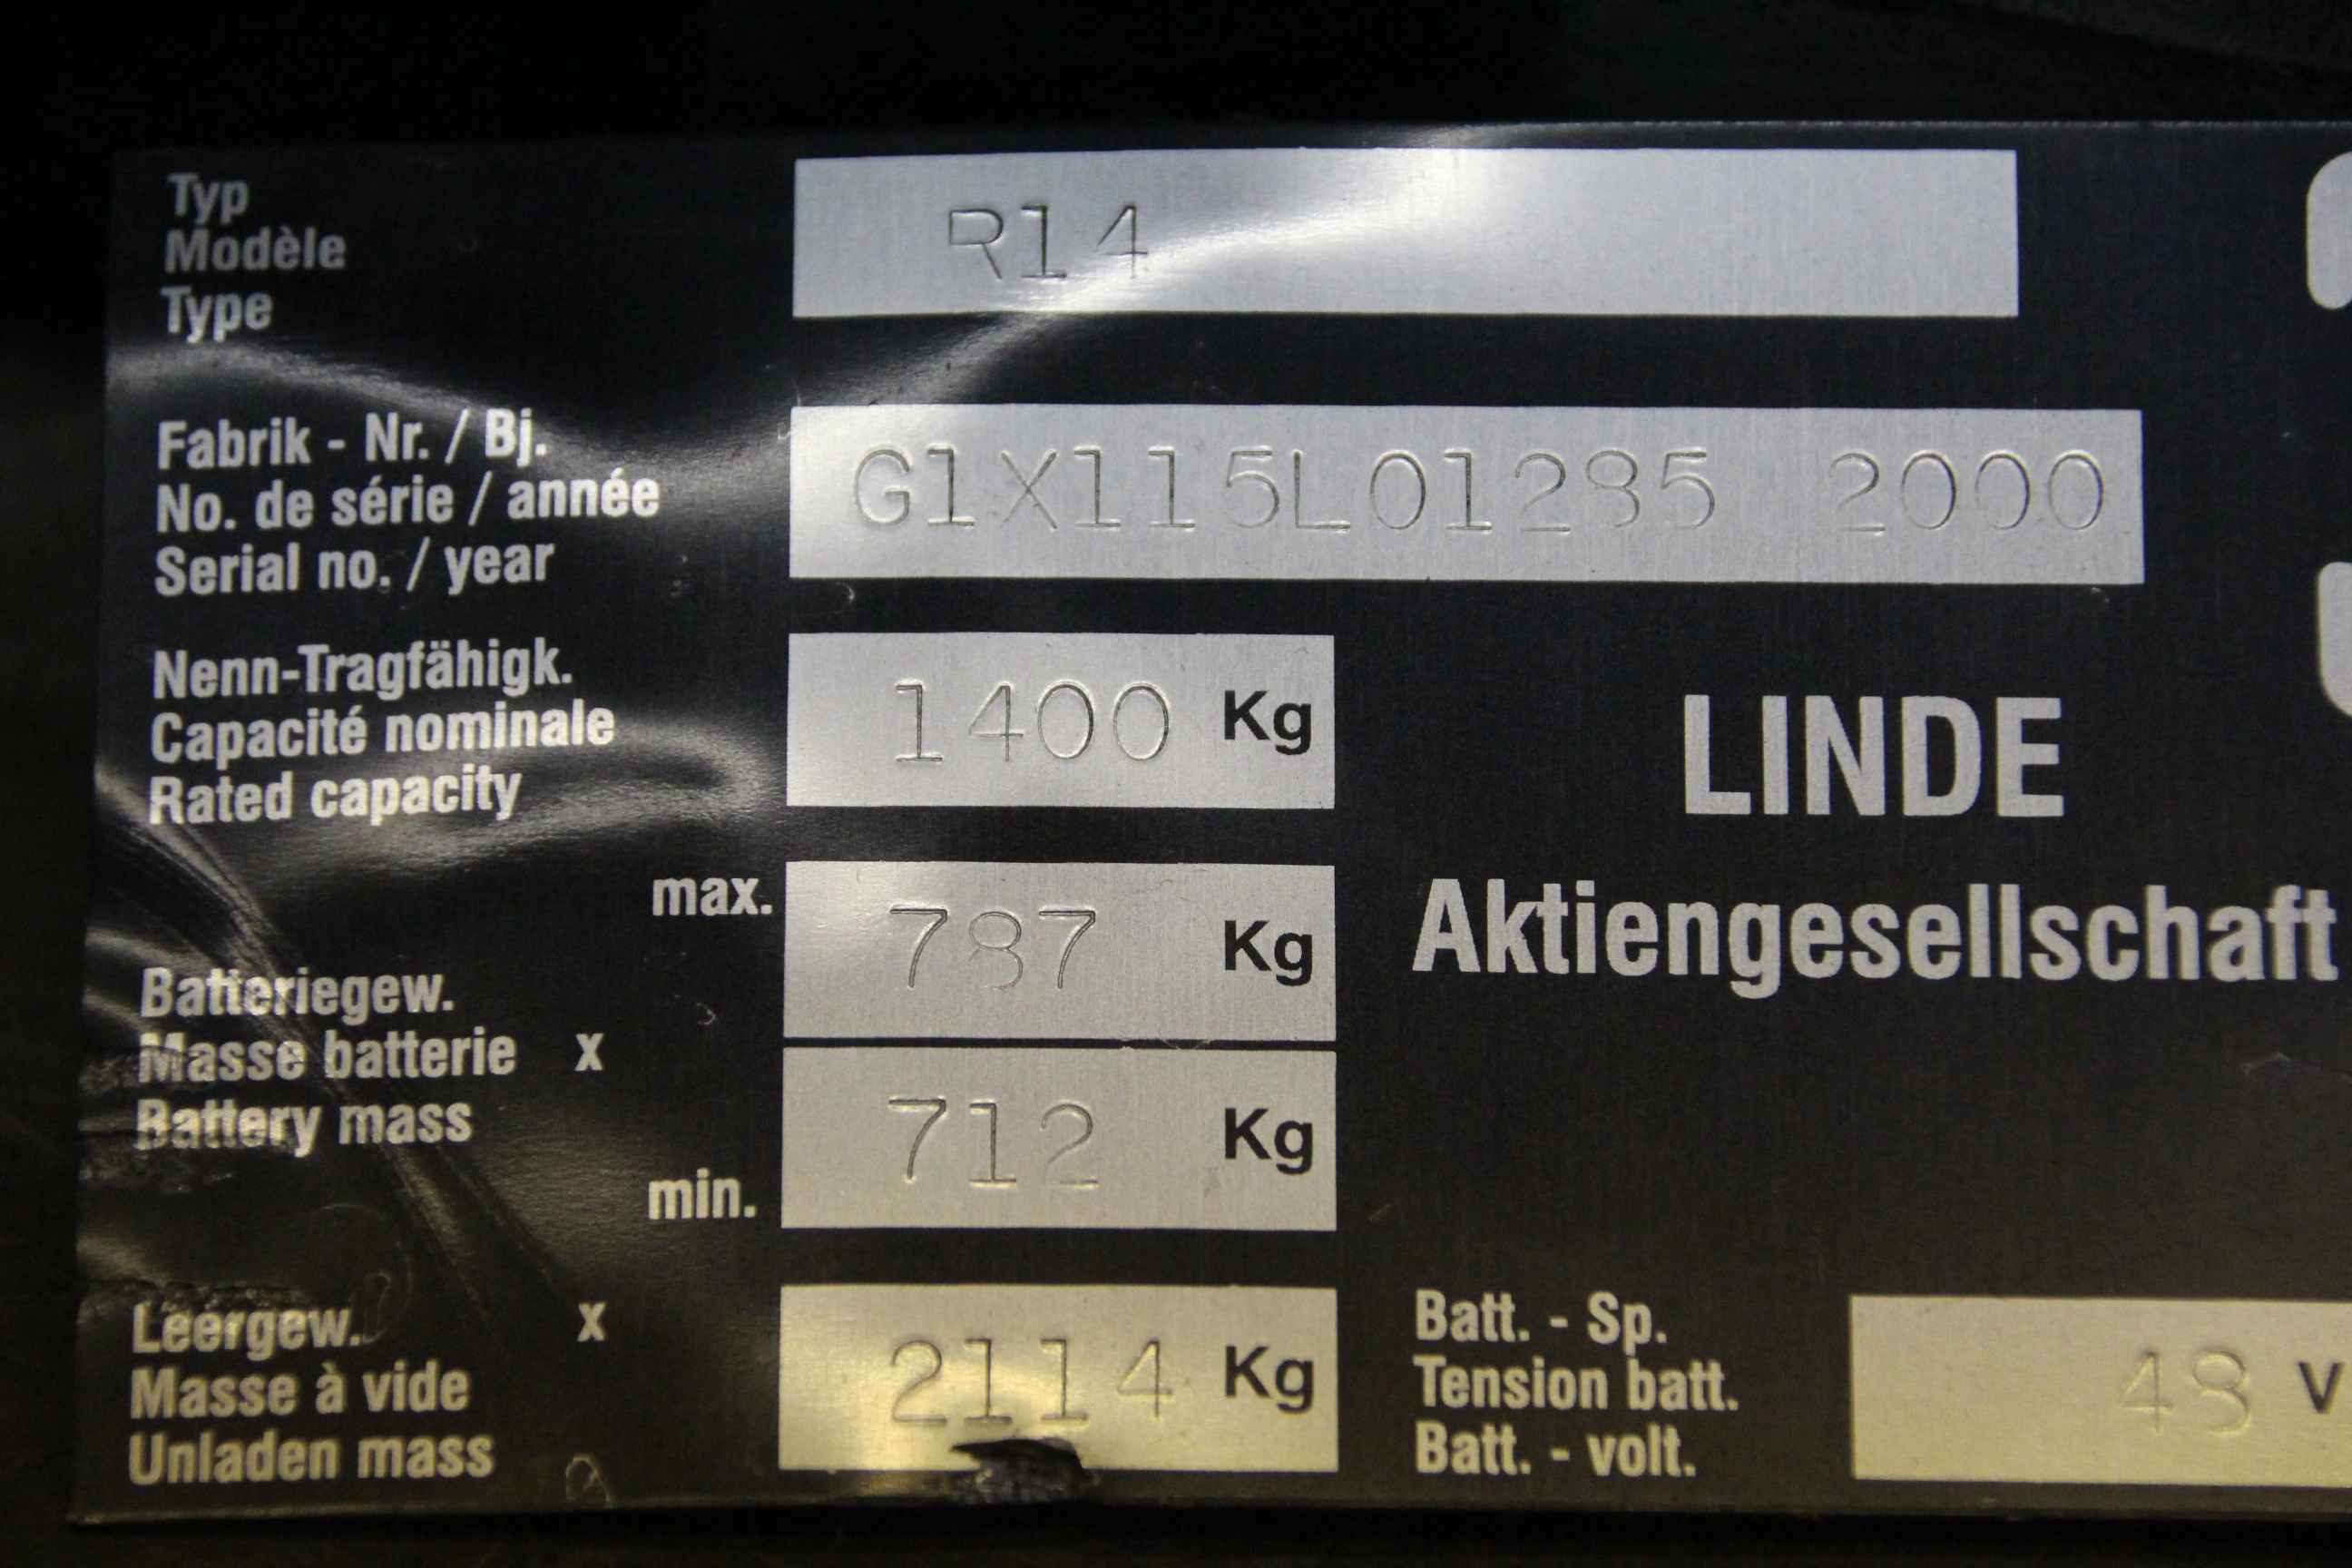 Typ
Modèle
Type
R14
Fabrik - Nr. / Bj.
No. de série / année
Serial no. / year
G1X115L01285 2000
Nenn-Tragfähigk.
Capacité nominale
Rated capacity
1400 Kg
LINDE
Aktiengesellschaft
max.
787 Kg
Batteriegew.
Masse batterie x
Battery mass
712 Kg
min.
Leergew. x
Masse à vide
Unladen mass
2114 Kg
Batt. - Sp.
Tension batt.
Batt. - volt.
48 V